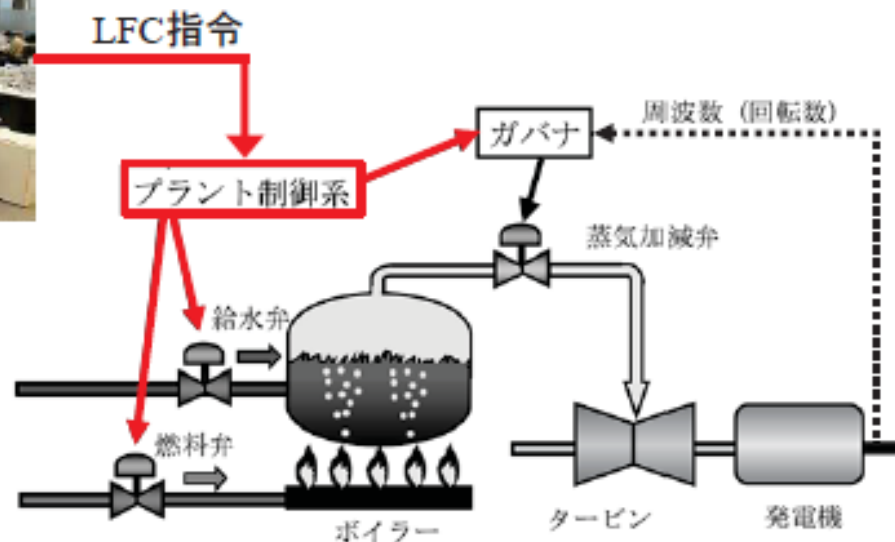 LFC指令
周波数 (回転数)
ガバナ
プラント制御系
蒸気加減弁
給水弁
燃料弁
ボイラー
タービン
発電機